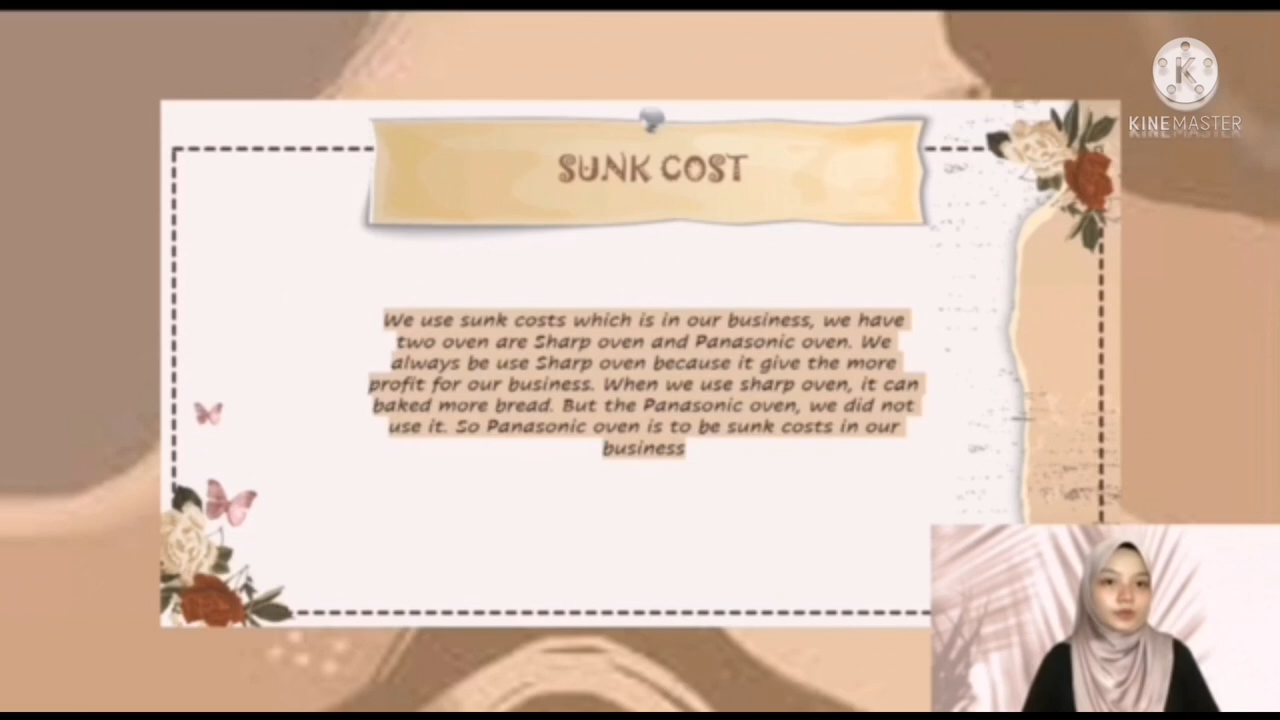 KINEMASTER
SUNK COST
We use sunk costs which is in our business, we have
two oven are Sharp oven and Panasonic oven. We
always be use Sharp oven because it give the more
profit for our business. When we use sharp oven, it can
baked more bread. But the Panasonic oven, we did not
use it. So Panasonic oven is to be sunk costs in our
business